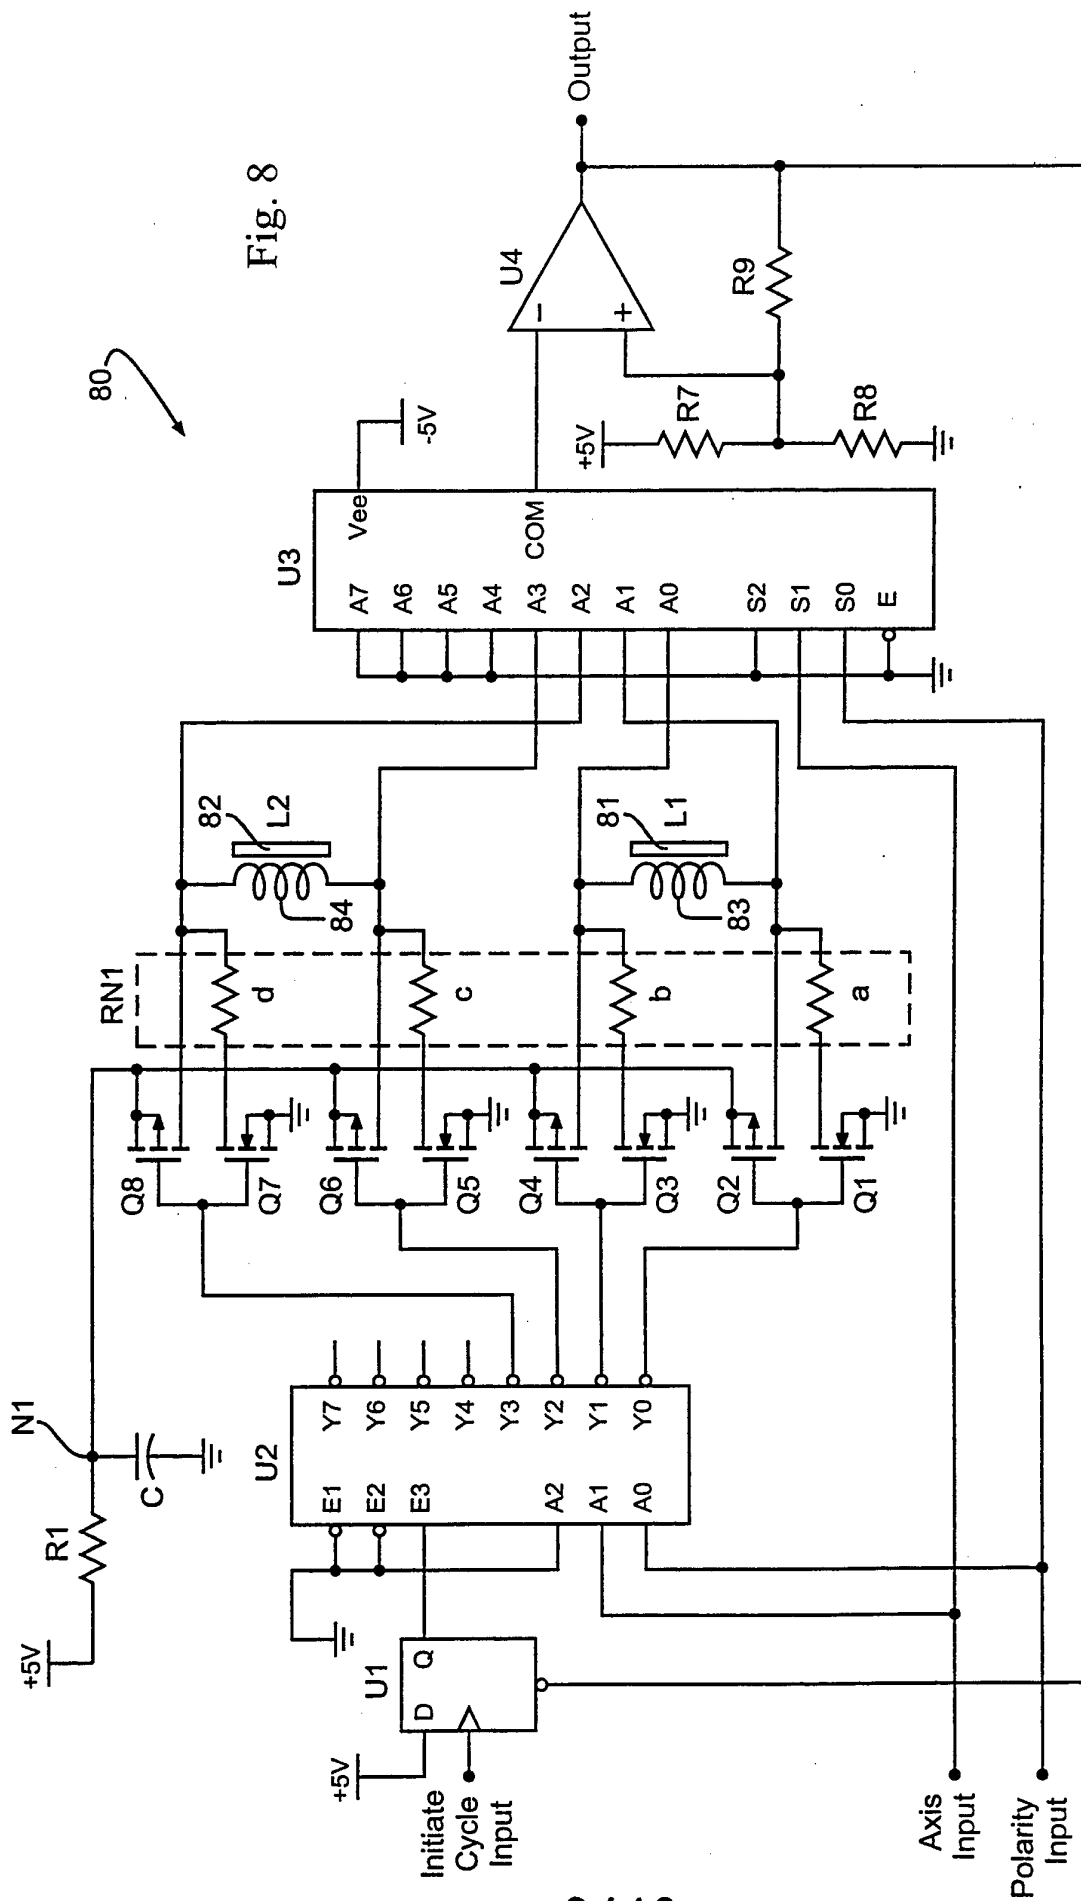 Fig. 8
80
N1
+5V
R1
C
U1
+5V
D
Q
Initiate
Cycle
Input
U2
E1
E2
E3
A2
A1
A0
Y7
Y6
Y5
Y4
Y3
Y2
Y1
Y0
Q8
Q7
Q6
Q5
Q4
Q3
Q2
Q1
RN1
d
c
b
a
82
L2
84
81
L1
83
U3
A7
A6
A5
A4
A3
A2
A1
A0
S2
S1
S0
E
Vee
COM
-5V
+5V
R7
R8
R9
U4
−
+
Output
Axis
Input
Polarity
Input